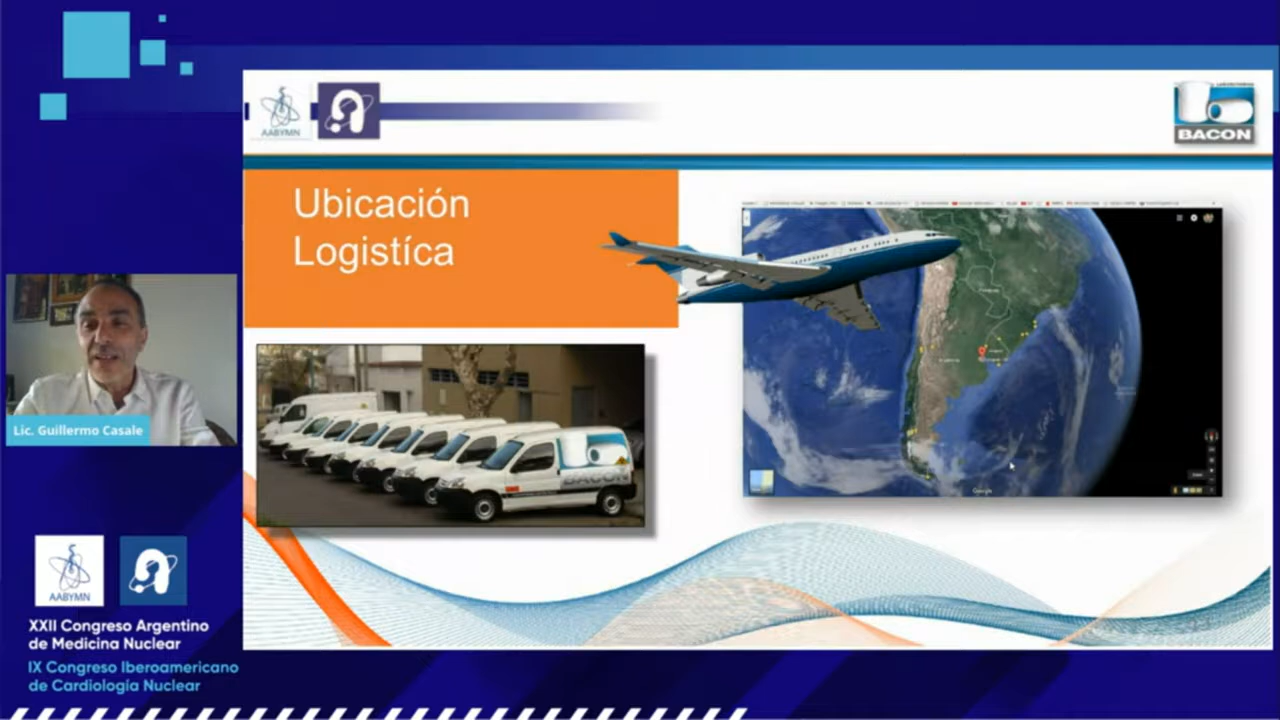 AABYMN
BACON
Ubicación
Logistíca
BACON
Lic. Guillermo Casale
Google
AABYMN
XXII Congreso Argentino
de Medicina Nuclear
IX Congreso Iberoamericano
de Cardiología Nuclear